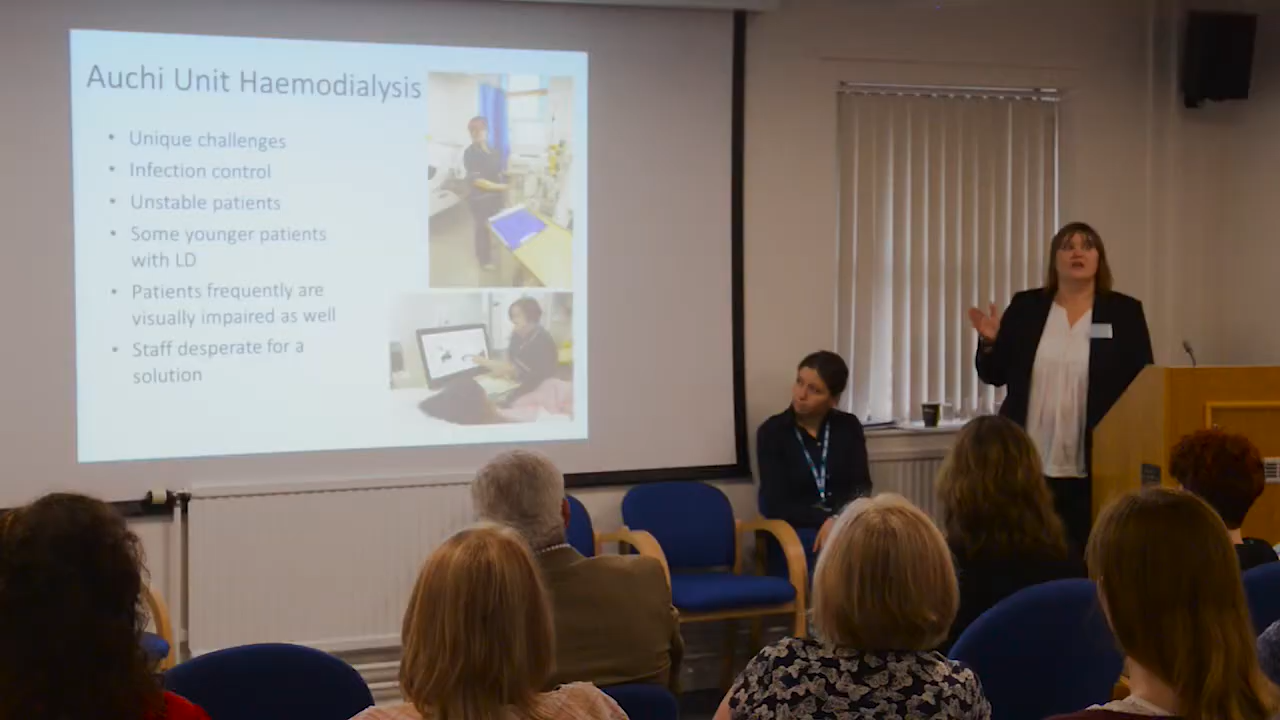 Auchi Unit Haemodialysis
• Unique challenges
• Infection control
• Unstable patients
• Some younger patients
with LD
• Patients frequently are
visually impaired as well
• Staff desperate for a
solution